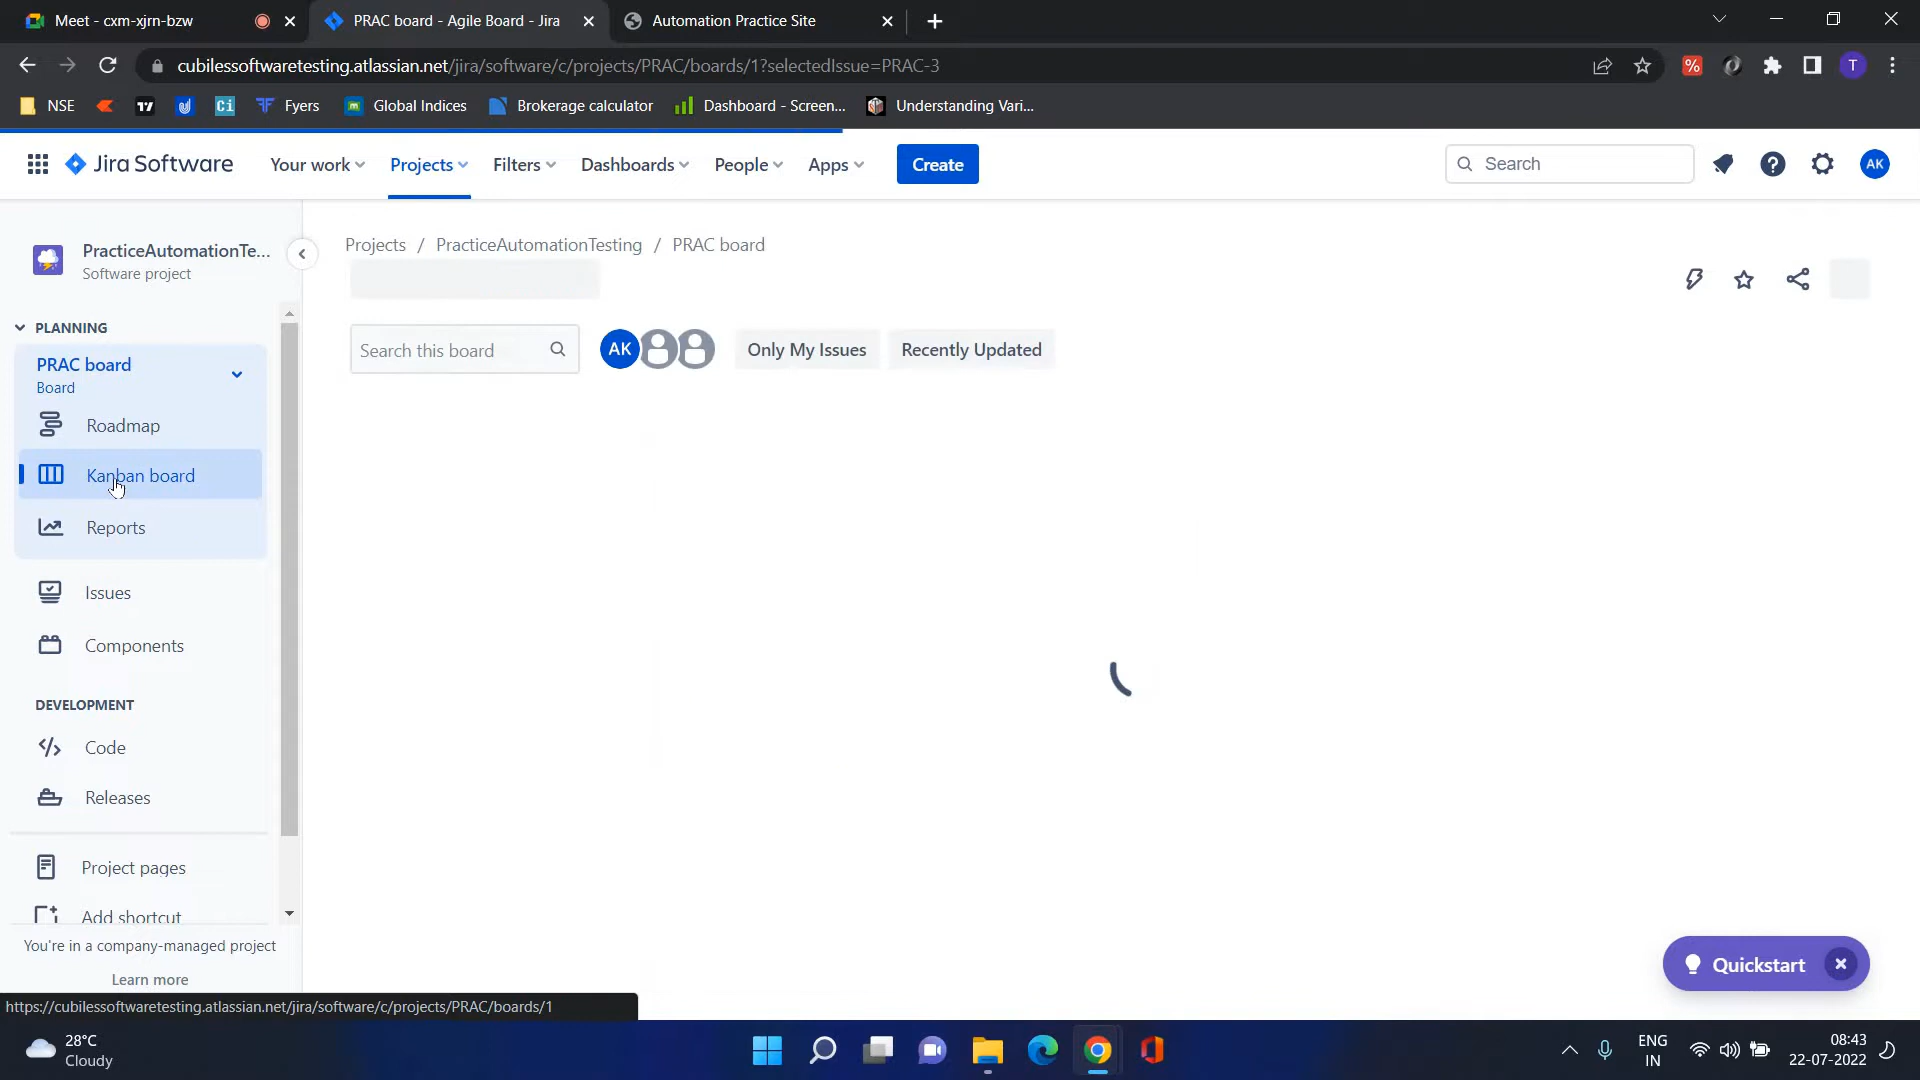 Meet - cxm-xjrn-bzw
PRAC board - Agile Board - Jira
Automation Practice Site
cubilessoftwaretesting.atlassian.net/jira/software/c/projects/PRAC/boards/1?selectedIssue=PRAC-3
%
T
NSE
Ci
Fyers
Global Indices
Brokerage calculator
Dashboard - Screen...
Understanding Vari...
Jira Software
Your work
Projects
Filters
Dashboards
People
Apps
Create
Search
AK
PracticeAutomationTe...
Software project
Projects / PracticeAutomationTesting / PRAC board
PLANNING
PRAC board
Board
Search this board
AK
Only My Issues
Recently Updated
Roadmap
Kanban board
Reports
Issues
Components
DEVELOPMENT
Code
Releases
Project pages
Add shortcut
You're in a company-managed project
Learn more
Quickstart
https://cubilessoftwaretesting.atlassian.net/jira/software/c/projects/PRAC/boards/1
28°C
Cloudy
ENG
IN
08:43
22-07-2022